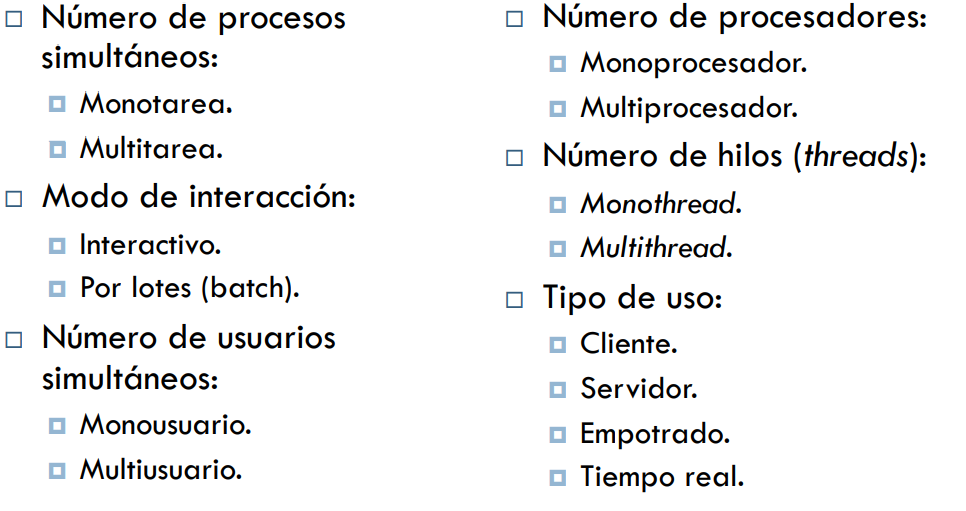 Número de procesos
simultáneos:
Monotarea.
Multitarea.
Modo de interacción:
Interactivo.
Por lotes (batch).
Número de usuarios
simultáneos:
Monousuario.
Multiusuario.
Número de procesadores:
Monoprocesador.
Multiprocesador.
Número de hilos (threads):
Monothread.
Multithread.
Tipo de uso:
Cliente.
Servidor.
Empotrado.
Tiempo real.